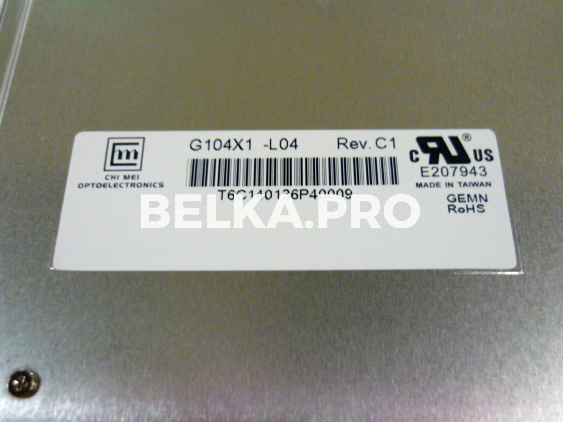 CHI MEI
OPTOELECTRONICS
G104X1 -L04 Rev. C1
C US
E207943
MADE IN TAIWAN
GEMN
RoHS
BELKA.PRO